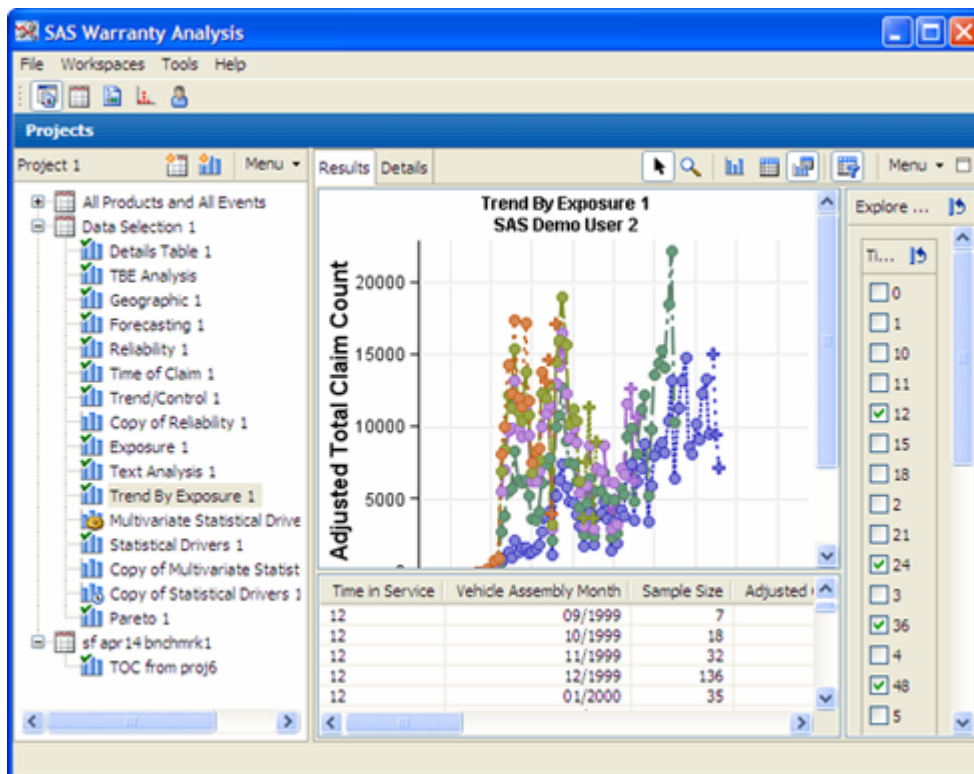 SAS Warranty Analysis
File Workspaces Tools Help
Projects
Project 1 Menu
All Products and All Events
Data Selection 1
Details Table 1
TBE Analysis
Geographic 1
Forecasting 1
Reliability 1
Time of Claim 1
Trend/Control 1
Copy of Reliability 1
Exposure 1
Text Analysis 1
Trend By Exposure 1
Multivariate Statistical Drive
Statistical Drivers 1
Copy of Multivariate Statist
Copy of Statistical Drivers 1
Pareto 1
sf apr14 bnchmrk1
TOC from proj6
Results Details Menu
Trend By Exposure 1
SAS Demo User 2
Adjusted Total Claim Count
20000
15000
10000
5000
Time in Service Vehicle Assembly Month Sample Size Adjusted
12 09/1999 7
12 10/1999 18
12 11/1999 32
12 12/1999 136
12 01/2000 35
Explore ...
Ti...
0
1
10
11
12
15
18
2
21
24
3
36
4
48
5